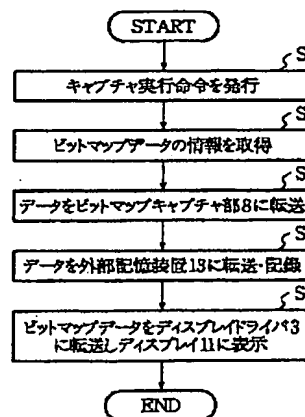 START
S
キャプチャ実行命令を発行
S
ビットマップデータの情報を取得
S
データをビットマップキャプチャ部8に転送
S
データを外部記憶装置13に転送・記録
S
ビットマップデータをディスプレイドライバ3
に転送しディスプレイ11に表示
END